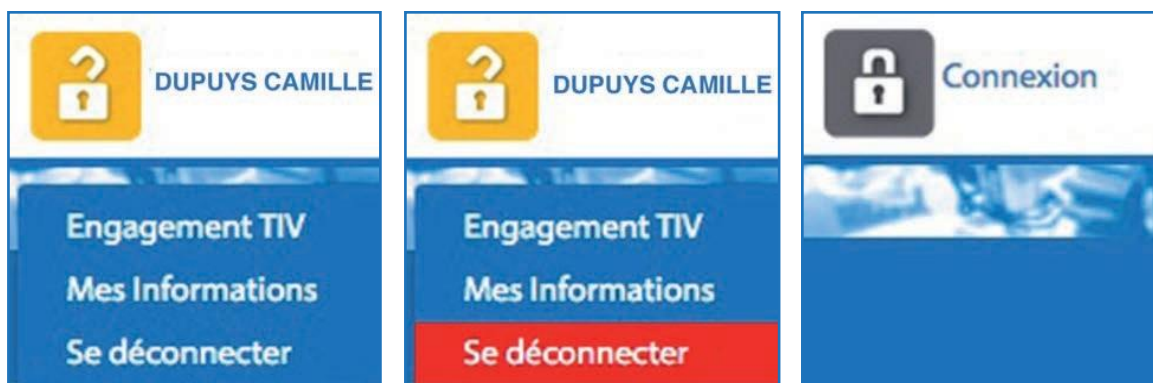 DUPUYS CAMILLE
Engagement TIV
Mes Informations
Se déconnecter
DUPUYS CAMILLE
Engagement TIV
Mes Informations
Se déconnecter
Connexion